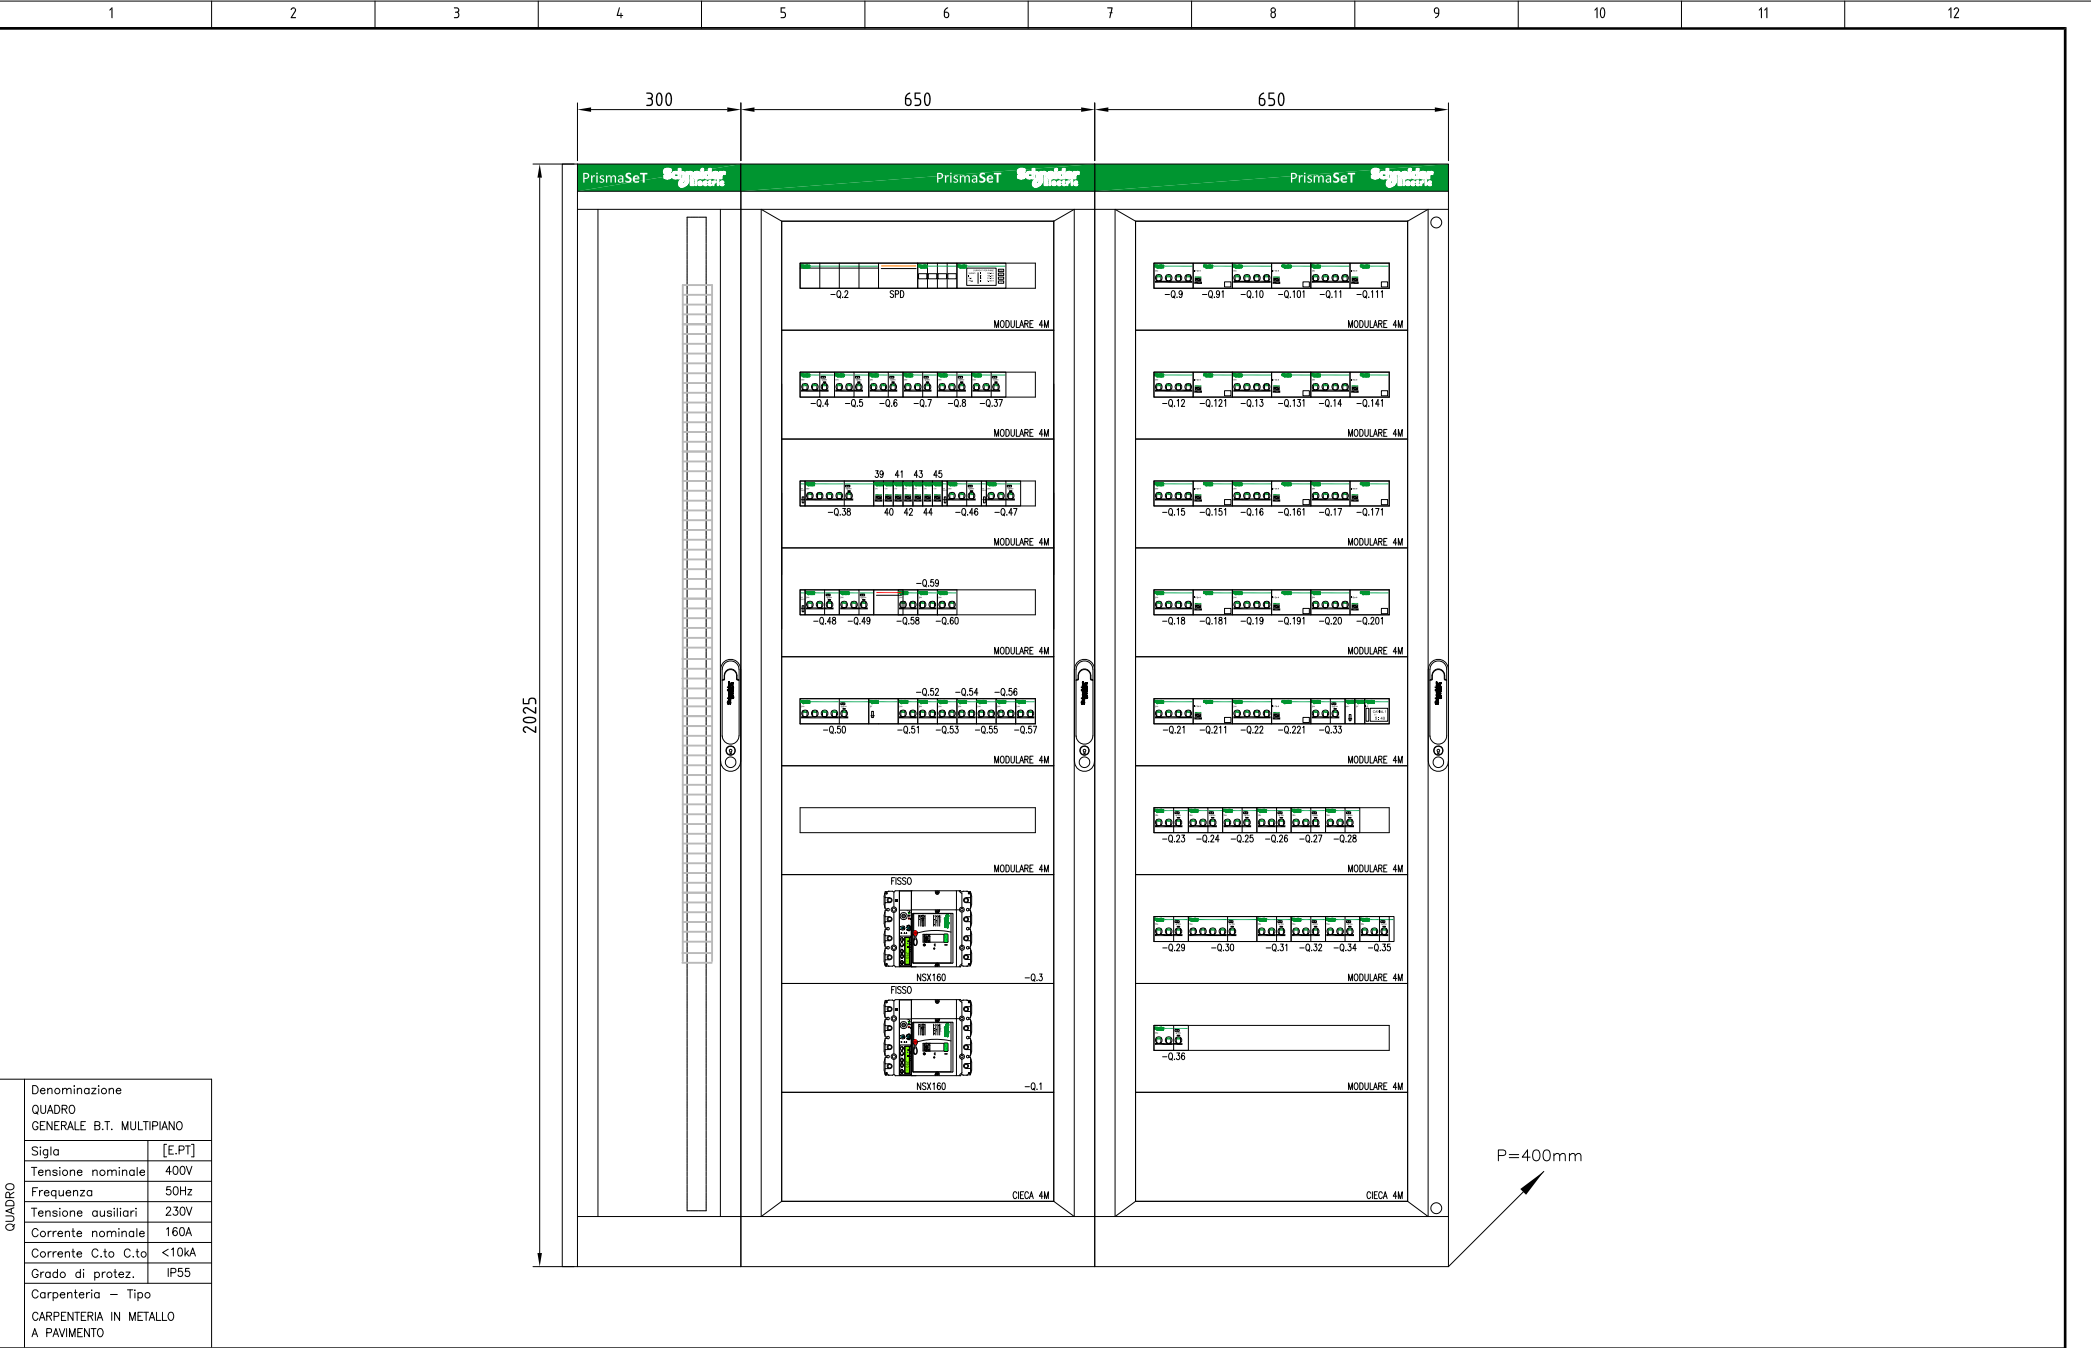 1 2 3 4 5 6 7 8 9 10 11 12
300 650 650
PrismaSeT Schneider Electric PrismaSeT Schneider Electric PrismaSeT Schneider Electric
2025
-Q.2 SPD
MODULARE 4M
-Q.4 -Q.5 -Q.6 -Q.7 -Q.8 -Q.37
MODULARE 4M
39 41 43 45
-Q.38 40 42 44 -Q.46 -Q.47
MODULARE 4M
-Q.59
-Q.48 -Q.49 -Q.58 -Q.60
MODULARE 4M
-Q.52 -Q.54 -Q.56
-Q.50 -Q.51 -Q.53 -Q.55 -Q.57
MODULARE 4M
MODULARE 4M
FISSO
NSX160 -Q.3
FISSO
NSX160 -Q.1
CIECA 4M
-Q.9 -Q.91 -Q.10 -Q.101 -Q.11 -Q.111
MODULARE 4M
-Q.12 -Q.121 -Q.13 -Q.131 -Q.14 -Q.141
MODULARE 4M
-Q.15 -Q.151 -Q.16 -Q.161 -Q.17 -Q.171
MODULARE 4M
-Q.18 -Q.181 -Q.19 -Q.191 -Q.20 -Q.201
MODULARE 4M
-Q.21 -Q.211 -Q.22 -Q.221 -Q.33
MODULARE 4M
-Q.23 -Q.24 -Q.25 -Q.26 -Q.27 -Q.28
MODULARE 4M
-Q.29 -Q.30 -Q.31 -Q.32 -Q.34 -Q.35
MODULARE 4M
-Q.36
MODULARE 4M
CIECA 4M
P=400mm
QUADRO
Denominazione
QUADRO
GENERALE B.T. MULTIPIANO
Sigla [E.PT]
Tensione nominale 400V
Frequenza 50Hz
Tensione ausiliari 230V
Corrente nominale 160A
Corrente C.to C.to <10kA
Grado di protez. IP55
Carpenteria – Tipo
CARPENTERIA IN METALLO
A PAVIMENTO